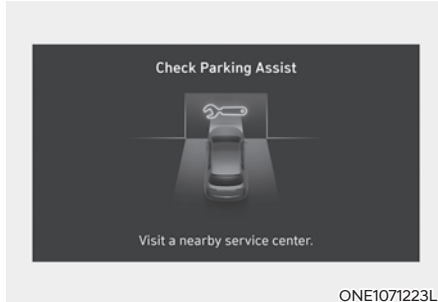 Check Parking Assist
Visit a nearby service center.
ONE1071223L